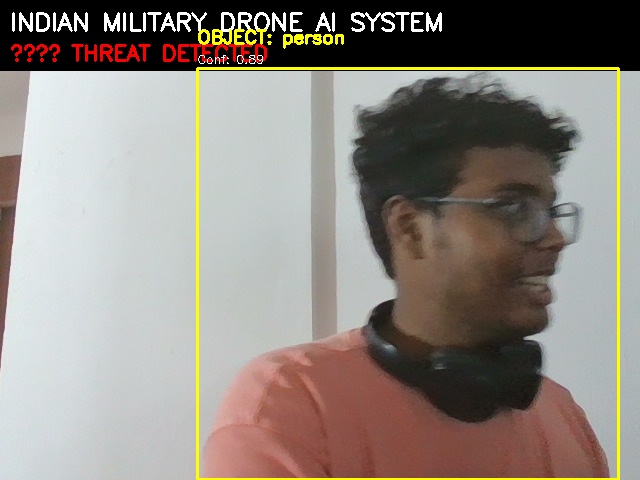 INDIAN MILITARY DRONE AI SYSTEM
OBJECT: person
???? THREAT DETECTED
Conf: 0.89